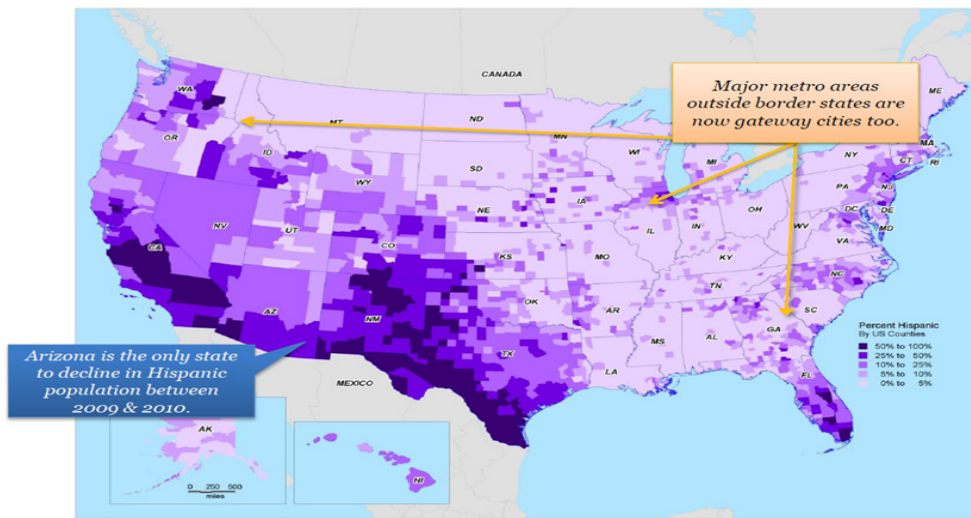 CANADA
Major metro areas
outside border states are
now gateway cities too.
WA
MT
ND
MN
ME
OR
ID
SD
WI
MI
NY
MA
CT
RI
WY
NE
IA
PA
NJ
NV
UT
CO
IL
IN
OH
WV
DC
DE
MD
VA
CA
KS
MO
KY
AZ
NM
OK
AR
TN
NC
SC
MS
AL
GA
TX
LA
FL
Percent Hispanic
By US Counties
50% to 100%
25% to 50%
10% to 25%
5% to 10%
0% to 5%
Arizona is the only state
to decline in Hispanic
population between
2009 & 2010.
MEXICO
AK
0 250 500
miles
HI